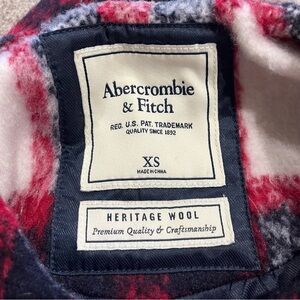 Abercrombie
& Fitch
REG. U.S. PAT. TRADEMARK
QUALITY SINCE 1892
XS
MADE IN CHINA
HERITAGE WOOL
Premium Quality & Craftsmanship